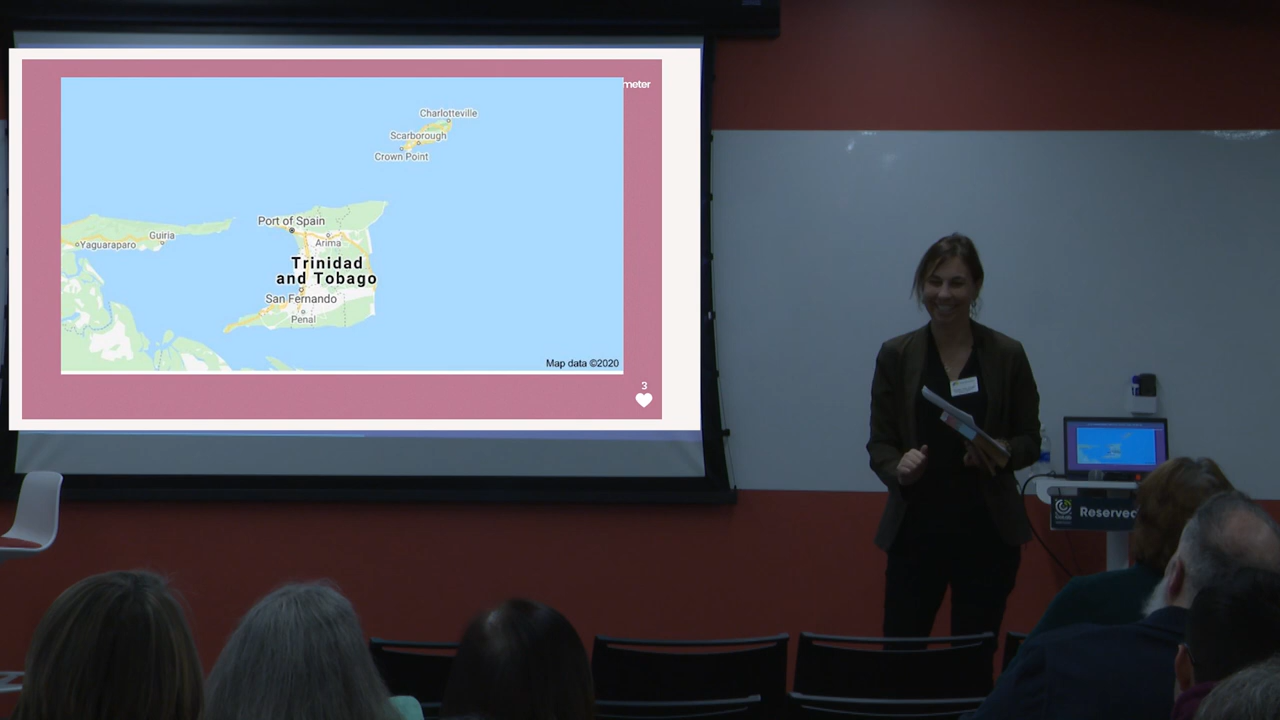 meter
Charlotteville
Scarborough
Crown Point
Port of Spain
Guiria
Yaguaraparo
Arima
Trinidad
and Tobago
San Fernando
Penal
Map data ©2020
3
Reserved